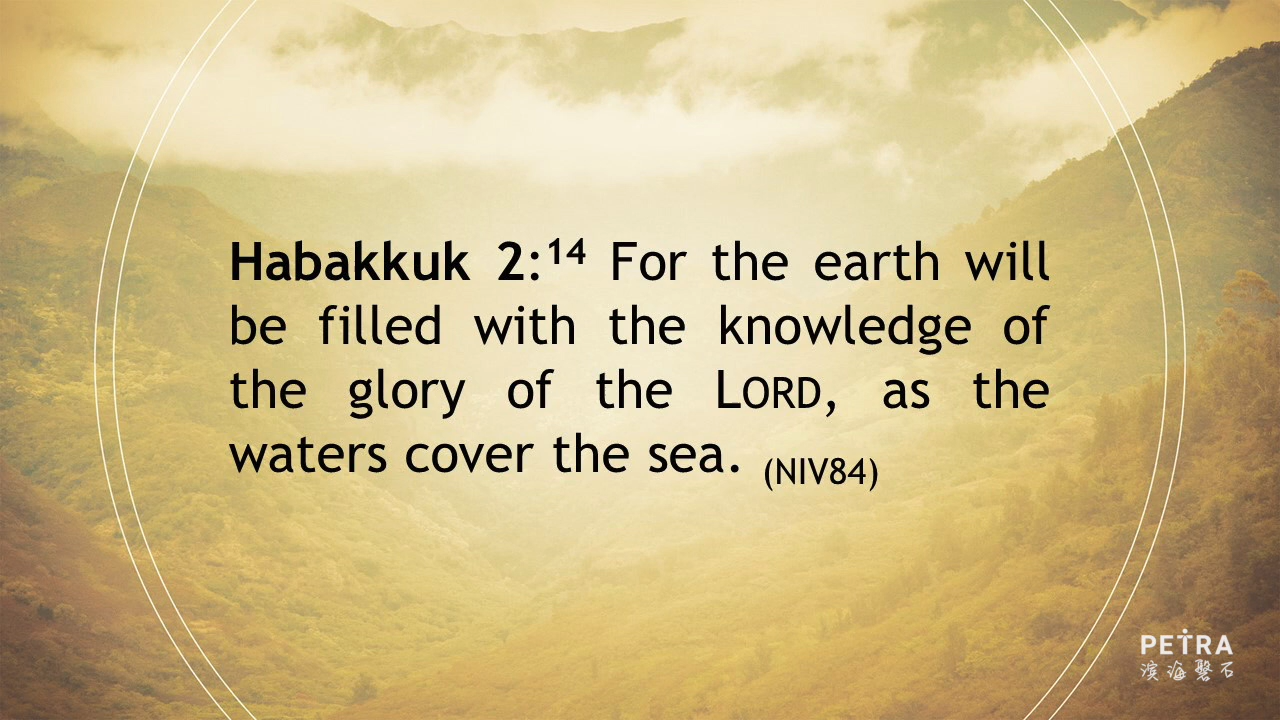 Habakkuk 2:¹⁴ For the earth will
be filled with the knowledge of
the glory of the LORD, as the
waters cover the sea. (NIV84)
PETRA
滨海磐石